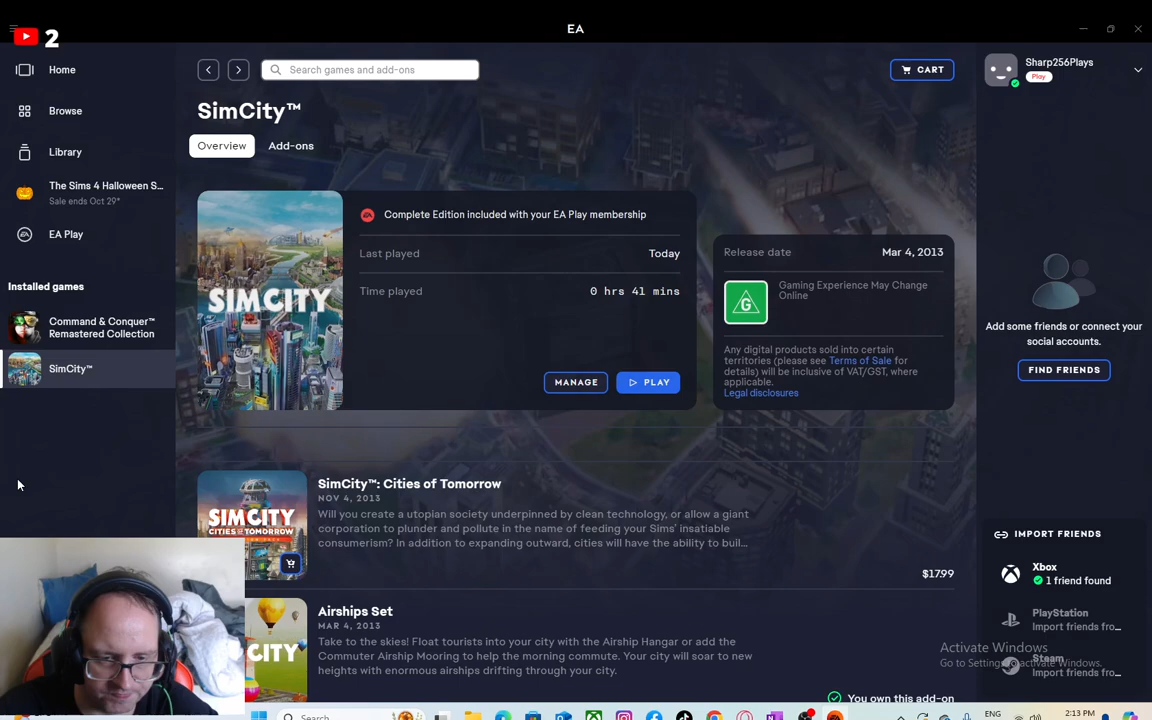 EA
2
Home
Browse
Library
The Sims 4 Halloween S...
Sale ends Oct 29*
EA Play
Installed games
Command & Conquer™
Remastered Collection
SimCity™
Search games and add-ons
CART
SimCity™
Overview
Add-ons
SIMCITY
Complete Edition included with your EA Play membership
Last played
Today
Time played
0 hrs 41 mins
MANAGE
PLAY
Release date
Mar 4, 2013
G
Gaming Experience May Change
Online
Any digital products sold into certain
territories (please see Terms of Sale for
details) will be inclusive of VAT/GST, where
applicable.
Legal disclosures
SIMCITY
CITIES OF TOMORROW
SimCity™: Cities of Tomorrow
NOV 4, 2013
Will you create a utopian society underpinned by clean technology, or allow a giant
corporation to plunder and pollute in the name of feeding your Sims' insatiable
consumerism? In addition to expanding outward, cities will have the ability to buil...
$17.99
CITY
Airships Set
MAR 4, 2013
Take to the skies! Float tourists into your city with the Airship Hangar or add the
Commuter Airship Mooring to help the morning commute. Your city will soar to new
heights with enormous airships drifting through your city.
You own this add-on
Sharp256Plays
Play
Add some friends or connect your
social accounts.
FIND FRIENDS
IMPORT FRIENDS
Xbox
1 friend found
PlayStation
Import friends fro...
Steam
Import friends fro...
Activate Windows
Go to Settings to activate Windows.
Search
ENG
2:13 PM